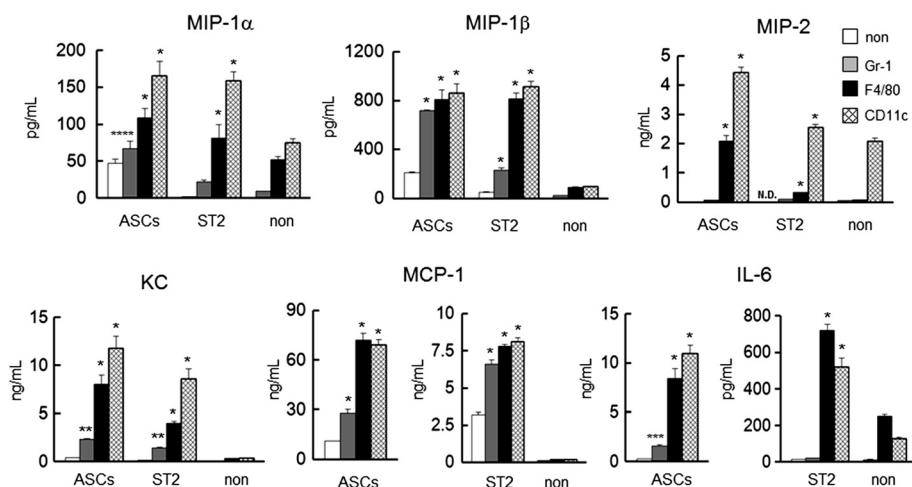 MIP-1α
MIP-1β
MIP-2
non
Gr-1
F4/80
CD11c
200
150
100
50
0
pg/mL
****
*
*
*
*
ASCs
ST2
non
1200
800
400
0
pg/mL
*
*
*
*
*
*
ASCs
ST2
non
5
4
3
2
1
0
ng/mL
*
*
N.D.
*
*
ASCs
ST2
non
KC
MCP-1
IL-6
15
10
5
0
ng/mL
**
*
*
**
*
*
ASCs
ST2
non
90
60
30
0
ng/mL
*
*
*
ASCs
10
7.5
5
2.5
0
ng/mL
*
*
*
ST2
non
15
10
5
0
ng/mL
***
*
*
ASCs
800
600
400
200
0
pg/mL
*
*
ST2
non